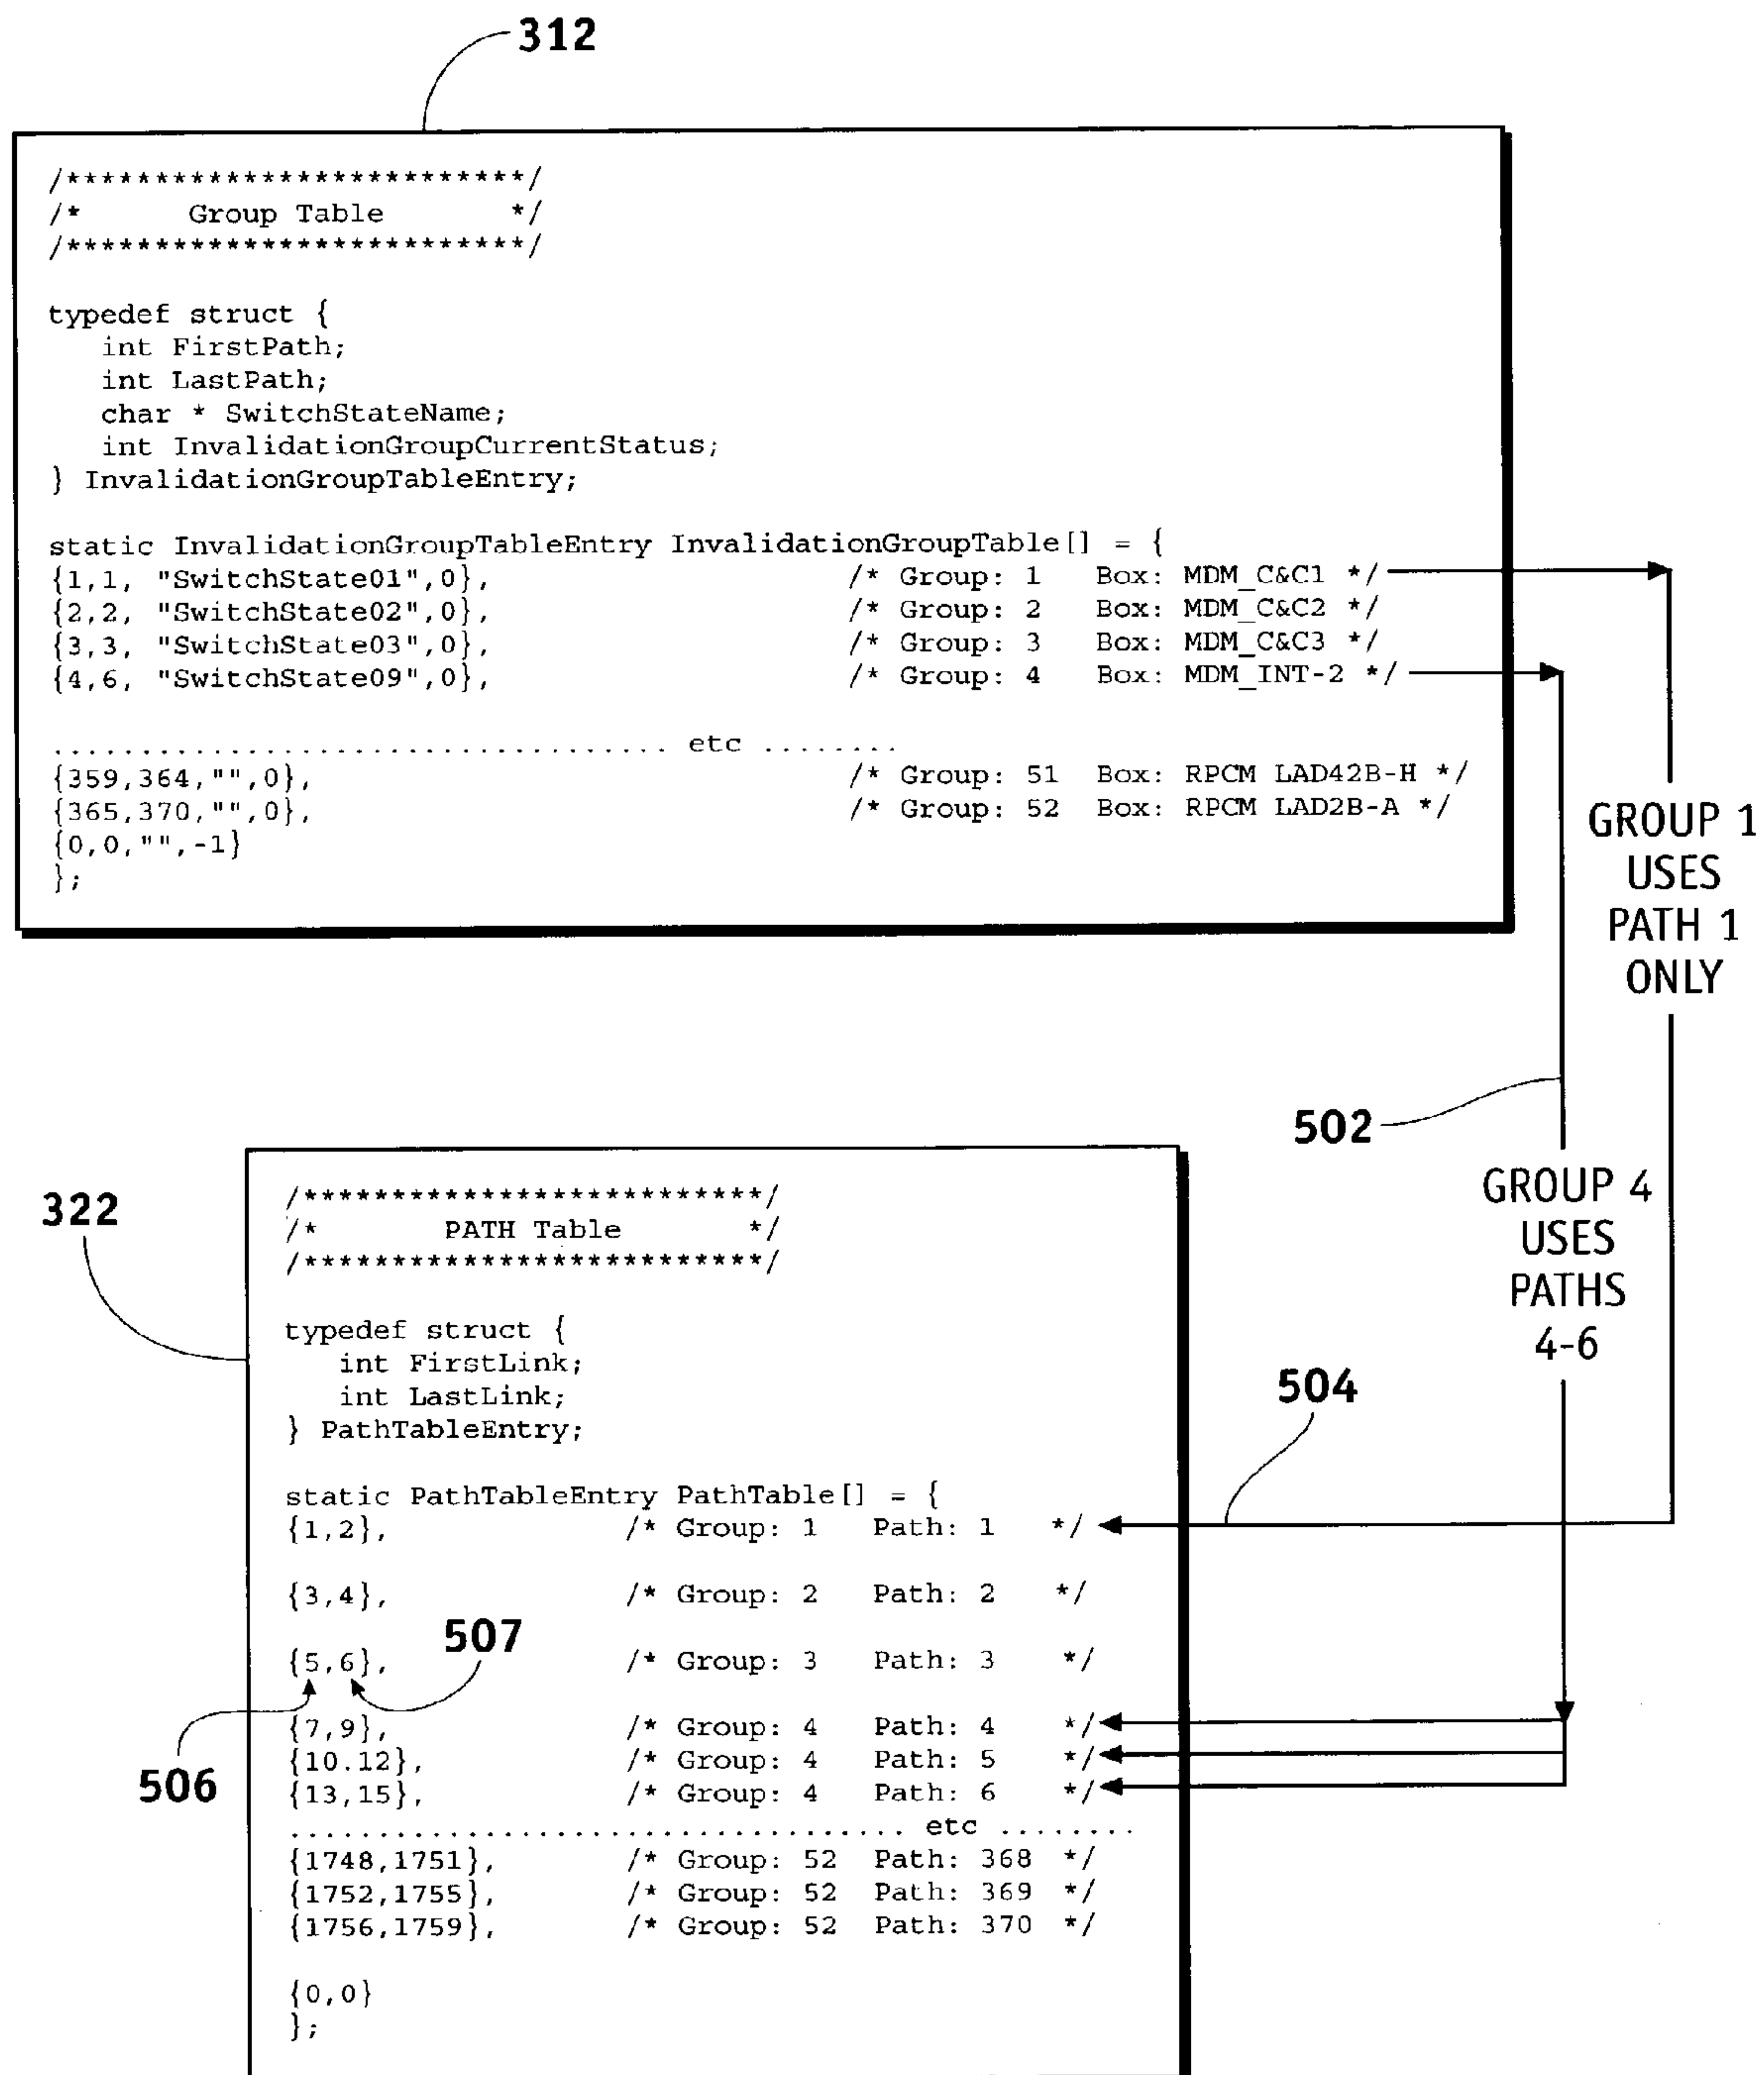 312
/**************************/
/*      Group Table       */
/**************************/
typedef struct {
int FirstPath;
int LastPath;
char * SwitchStateName;
int InvalidationGroupCurrentStatus;
} InvalidationGroupTableEntry;
static InvalidationGroupTableEntry InvalidationGroupTable[] = {
{1,1, "SwitchState01",0}, /* Group: 1 Box: MDM_C&C1 */
{2,2, "SwitchState02",0}, /* Group: 2 Box: MDM_C&C2 */
{3,3, "SwitchState03",0}, /* Group: 3 Box: MDM_C&C3 */
{4,6, "SwitchState09",0}, /* Group: 4 Box: MDM_INT-2 */
.................................... etc ........
{359,364,"",0}, /* Group: 51 Box: RPCM LAD42B-H */
{365,370,"",0}, /* Group: 52 Box: RPCM LAD2B-A */
{0,0,"",-1}
};
GROUP 1
USES
PATH 1
ONLY
502
GROUP 4
USES
PATHS
4-6
322
/**************************/
/*       PATH Table       */
/**************************/
typedef struct {
int FirstLink;
int LastLink;
} PathTableEntry;
504
static PathTableEntry PathTable[] = {
{1,2}, /* Group: 1 Path: 1 */
{3,4}, /* Group: 2 Path: 2 */
507
{5,6}, /* Group: 3 Path: 3 */
{7,9}, /* Group: 4 Path: 4 */
{10.12}, /* Group: 4 Path: 5 */
506
{13,15}, /* Group: 4 Path: 6 */
.................................... etc ........
{1748,1751}, /* Group: 52 Path: 368 */
{1752,1755}, /* Group: 52 Path: 369 */
{1756,1759}, /* Group: 52 Path: 370 */
{0,0}
};